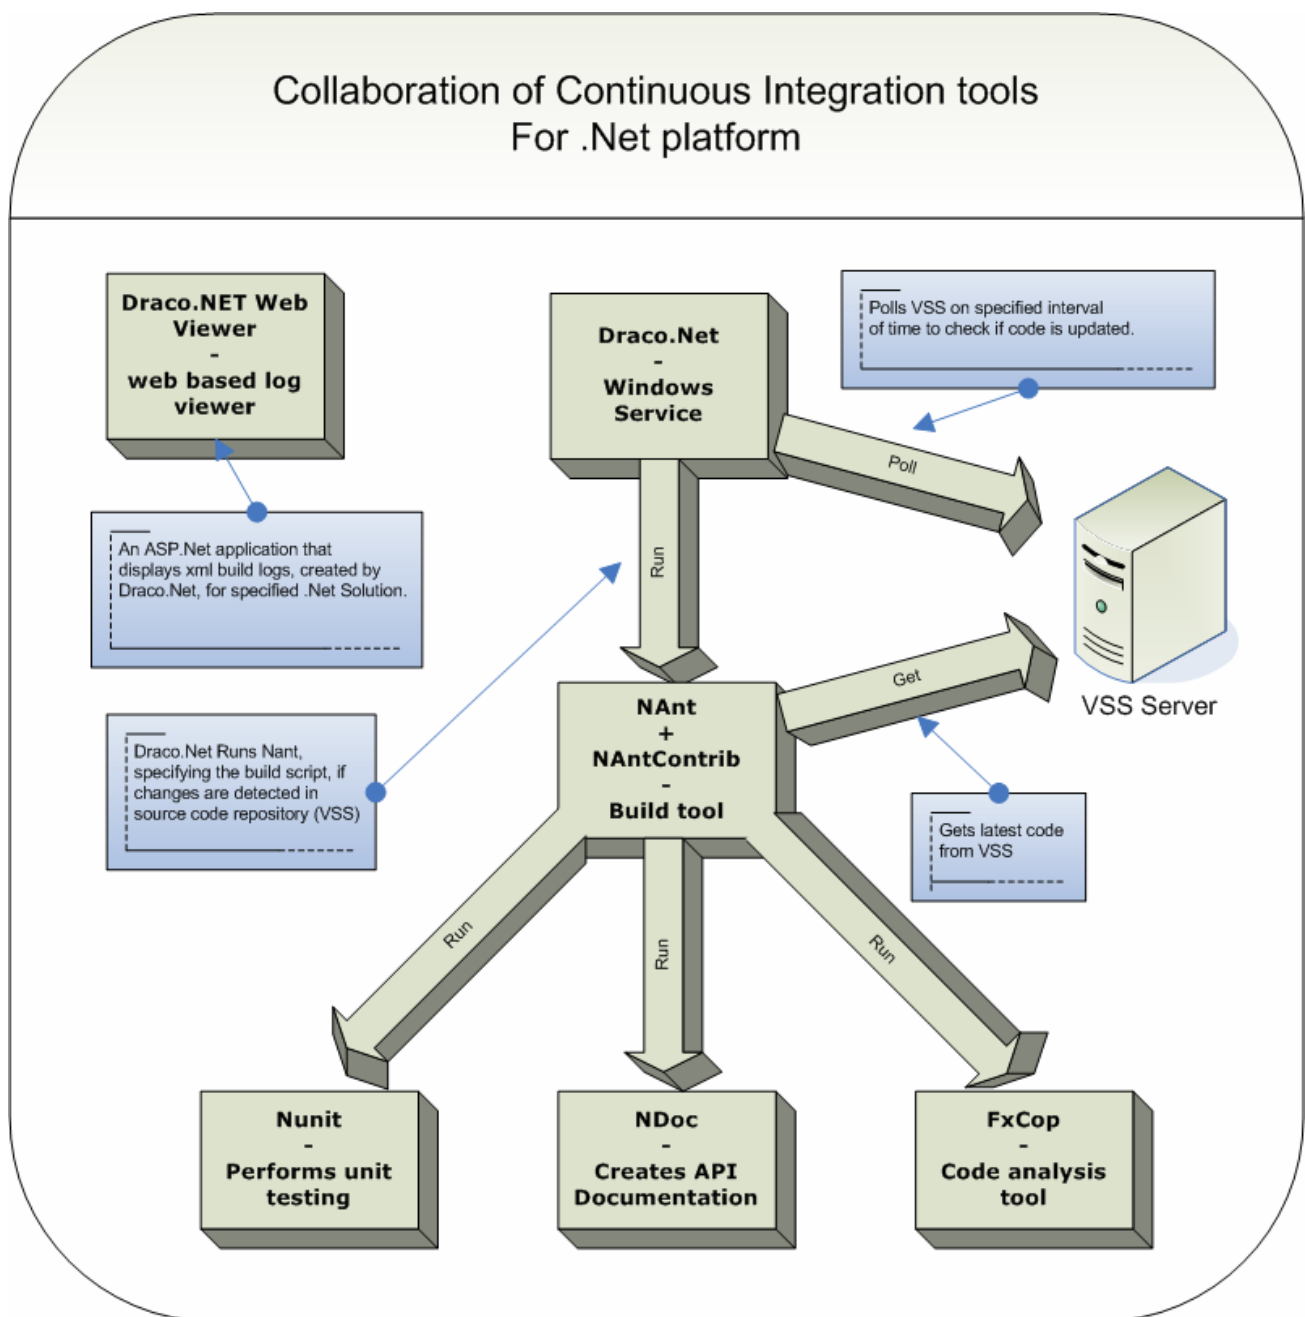 Collaboration of Continuous Integration tools
For .Net platform
Draco.NET Web
Viewer
-
web based log
viewer
Draco.Net
-
Windows
Service
Polls VSS on specified interval
of time to check if code is updated.
Poll
An ASP.Net application that
displays xml build logs, created by
Draco.Net, for specified .Net Solution.
Run
Get
VSS Server
NAnt
+
NAntContrib
-
Build tool
Draco.Net Runs Nant,
specifying the build script, if
changes are detected in
source code repository (VSS)
Gets latest code
from VSS
Run
Run
Run
Nunit
-
Performs unit
testing
NDoc
-
Creates API
Documentation
FxCop
-
Code analysis
tool